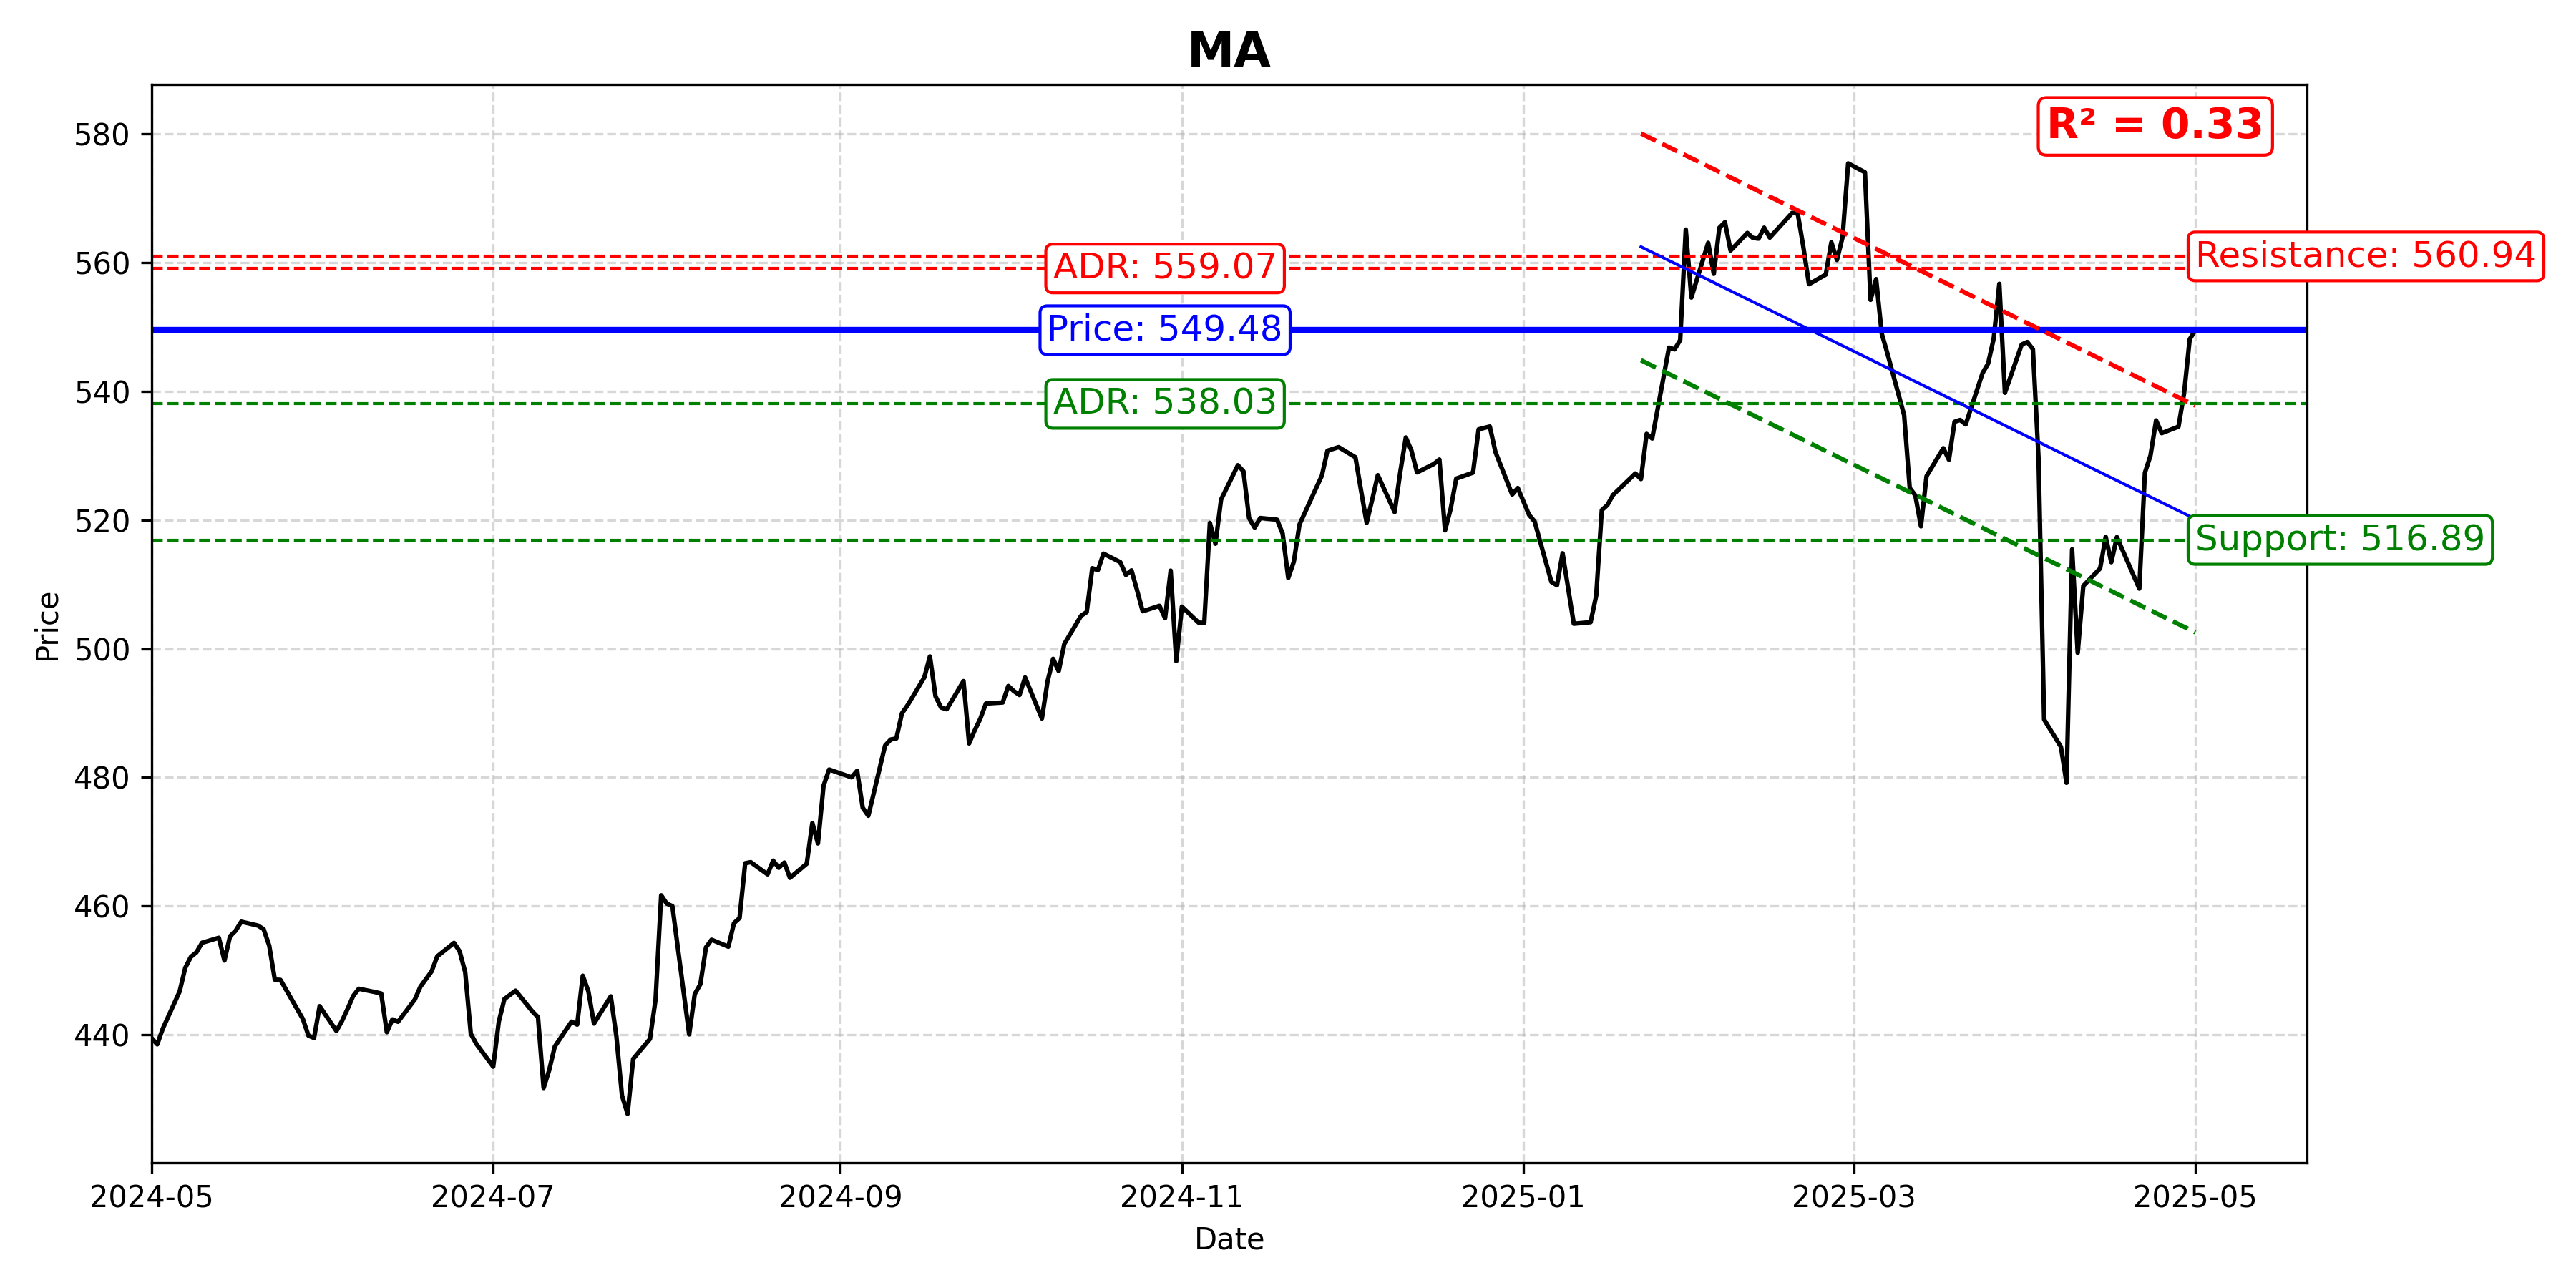 MA
R² = 0.33
580
560
540
520
500
480
460
440
Price
ADR: 559.07
Resistance: 560.94
Price: 549.48
ADR: 538.03
Support: 516.89
2024-05
2024-07
2024-09
2024-11
2025-01
2025-03
2025-05
Date